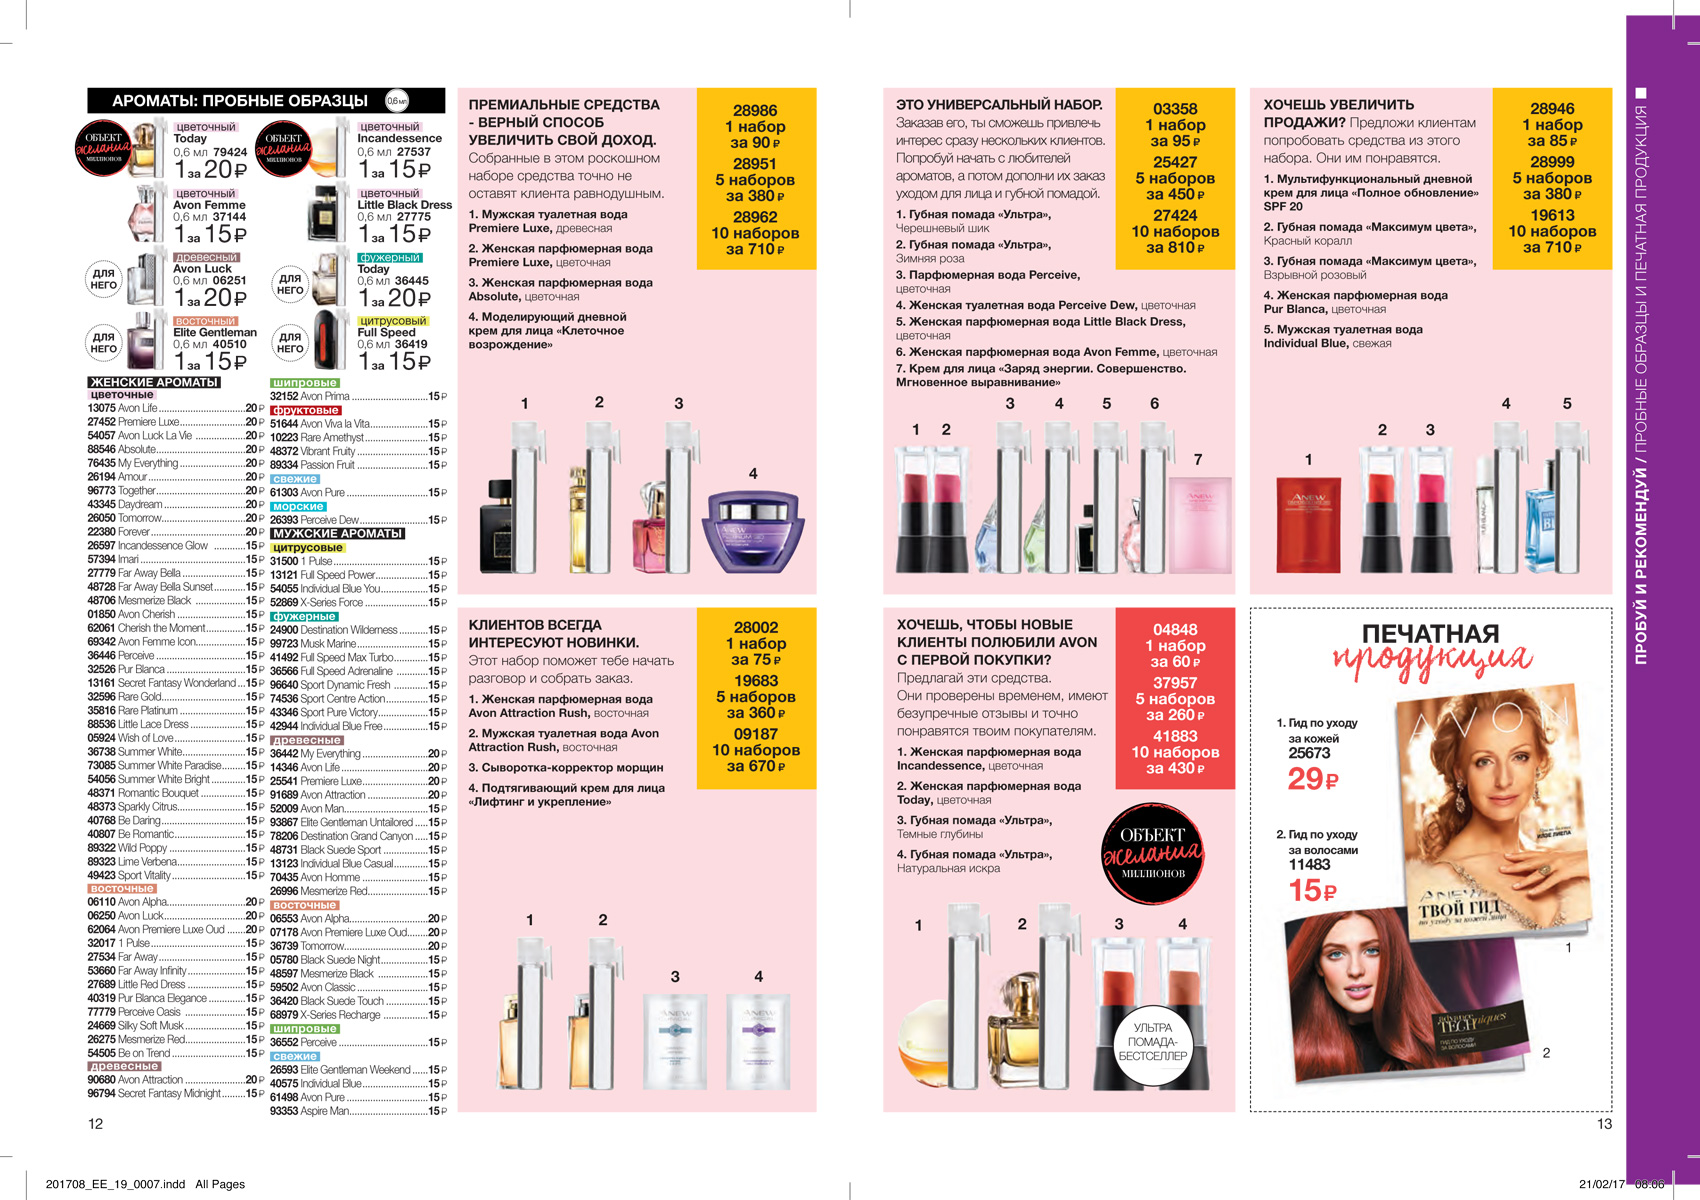 АРОМАТЫ: ПРОБНЫЕ ОБРАЗЦЫ 0,6 мл
ОБЪЕКТ
желания
МИЛЛИОНОВ
цветочный
Today
0,6 мл 79424
1 за 20 ₽
ОБЪЕКТ
желания
МИЛЛИОНОВ
цветочный
Incandessence
0,6 мл 27537
1 за 15 ₽
цветочный
Avon Femme
0,6 мл 37144
1 за 15 ₽
цветочный
Little Black Dress
0,6 мл 27775
1 за 15 ₽
ДЛЯ
НЕГО
древесный
Avon Luck
0,6 мл 06251
1 за 20 ₽
ДЛЯ
НЕГО
фужерный
Today
0,6 мл 36445
1 за 20 ₽
ДЛЯ
НЕГО
восточный
Elite Gentleman
0,6 мл 40510
1 за 15 ₽
ДЛЯ
НЕГО
цитрусовый
Full Speed
0,6 мл 36419
1 за 15 ₽
ЖЕНСКИЕ АРОМАТЫ
цветочные
13075 Avon Life ... 20 ₽
27452 Premiere Luxe ... 20 ₽
54057 Avon Luck La Vie ... 20 ₽
88546 Absolute ... 20 ₽
76435 My Everything ... 20 ₽
26194 Amour ... 20 ₽
96773 Together ... 20 ₽
43345 Daydream ... 20 ₽
26050 Tomorrow ... 20 ₽
22380 Forever ... 20 ₽
26597 Incandessence Glow ... 15 ₽
57394 Imari ... 15 ₽
27779 Far Away Bella ... 15 ₽
48728 Far Away Bella Sunset ... 15 ₽
48706 Mesmerize Black ... 15 ₽
01850 Avon Cherish ... 15 ₽
62061 Cherish the Moment ... 15 ₽
69342 Avon Femme Icon ... 15 ₽
36446 Perceive ... 15 ₽
32526 Pur Blanca ... 15 ₽
13161 Secret Fantasy Wonderland ... 15 ₽
32596 Rare Gold ... 15 ₽
35816 Rare Platinum ... 15 ₽
88536 Little Lace Dress ... 15 ₽
05924 Wish of Love ... 15 ₽
36738 Summer White ... 15 ₽
73085 Summer White Paradise ... 15 ₽
54056 Summer White Bright ... 15 ₽
48371 Romantic Bouquet ... 15 ₽
48373 Sparkly Citrus ... 15 ₽
40768 Be Daring ... 15 ₽
40807 Be Romantic ... 15 ₽
89322 Wild Poppy ... 15 ₽
89323 Lime Verbena ... 15 ₽
49423 Sport Vitality ... 15 ₽
восточные
06110 Avon Alpha ... 20 ₽
06250 Avon Luck ... 20 ₽
62064 Avon Premiere Luxe Oud ... 20 ₽
32017 1 Pulse ... 15 ₽
27534 Far Away ... 15 ₽
53660 Far Away Infinity ... 15 ₽
27689 Little Red Dress ... 15 ₽
40319 Pur Blanca Elegance ... 15 ₽
77779 Perceive Oasis ... 15 ₽
24669 Silky Soft Musk ... 15 ₽
26275 Mesmerize Red ... 15 ₽
54505 Be on Trend ... 15 ₽
древесные
90680 Avon Attraction ... 20 ₽
96794 Secret Fantasy Midnight ... 15 ₽
шипровые
32152 Avon Prima ... 15 ₽
фруктовые
51644 Avon Viva la Vita ... 15 ₽
10223 Rare Amethyst ... 15 ₽
48372 Vibrant Fruity ... 15 ₽
89334 Passion Fruit ... 15 ₽
свежие
61303 Avon Pure ... 15 ₽
морские
26393 Perceive Dew ... 15 ₽
МУЖСКИЕ АРОМАТЫ
цитрусовые
31500 1 Pulse ... 15 ₽
13121 Full Speed Power ... 15 ₽
54055 Individual Blue You ... 15 ₽
52869 X-Series Force ... 15 ₽
фужерные
24900 Destination Wilderness ... 15 ₽
99723 Musk Marine ... 15 ₽
41492 Full Speed Max Turbo ... 15 ₽
36566 Full Speed Adrenaline ... 15 ₽
96640 Sport Dynamic Fresh ... 15 ₽
74536 Sport Centre Action ... 15 ₽
43346 Sport Pure Victory ... 15 ₽
42944 Individual Blue Free ... 15 ₽
древесные
36442 My Everything ... 20 ₽
14346 Avon Life ... 20 ₽
25541 Premiere Luxe ... 20 ₽
91689 Avon Attraction ... 20 ₽
52009 Avon Man ... 15 ₽
93867 Elite Gentleman Untailored ... 15 ₽
78206 Destination Grand Canyon ... 15 ₽
48731 Black Suede Sport ... 15 ₽
13123 Individual Blue Casual ... 15 ₽
70435 Avon Homme ... 15 ₽
26996 Mesmerize Red ... 15 ₽
восточные
06553 Avon Alpha ... 20 ₽
07178 Avon Premiere Luxe Oud ... 20 ₽
36739 Tomorrow ... 20 ₽
05780 Black Suede Night ... 15 ₽
48597 Mesmerize Black ... 15 ₽
59502 Avon Classic ... 15 ₽
36420 Black Suede Touch ... 15 ₽
68979 X-Series Recharge ... 15 ₽
шипровые
36552 Perceive ... 15 ₽
свежие
26593 Elite Gentleman Weekend ... 15 ₽
40575 Individual Blue ... 15 ₽
61498 Avon Pure ... 15 ₽
93353 Aspire Man ... 15 ₽
12
ПРЕМИАЛЬНЫЕ СРЕДСТВА
- ВЕРНЫЙ СПОСОБ
УВЕЛИЧИТЬ СВОЙ ДОХОД.
Собранные в этом роскошном
наборе средства точно не
оставят клиента равнодушным.
1. Мужская туалетная вода
Premiere Luxe, древесная
2. Женская парфюмерная вода
Premiere Luxe, цветочная
3. Женская парфюмерная вода
Absolute, цветочная
4. Моделирующий дневной
крем для лица «Клеточное
возрождение»
28986
1 набор
за 90 ₽
28951
5 наборов
за 380 ₽
28962
10 наборов
за 710 ₽
1
2
3
4
ANEW
КЛИЕНТОВ ВСЕГДА
ИНТЕРЕСУЮТ НОВИНКИ.
Этот набор поможет тебе начать
разговор и собрать заказ.
1. Женская парфюмерная вода
Avon Attraction Rush, восточная
2. Мужская туалетная вода Avon
Attraction Rush, восточная
3. Сыворотка-корректор морщин
4. Подтягивающий крем для лица
«Лифтинг и укрепление»
28002
1 набор
за 75 ₽
19683
5 наборов
за 360 ₽
09187
10 наборов
за 670 ₽
1
2
3
4
ANEW
ANEW
ЭТО УНИВЕРСАЛЬНЫЙ НАБОР.
Заказав его, ты сможешь привлечь
интерес сразу нескольких клиентов.
Попробуй начать с любителей
ароматов, а потом дополни их заказ
уходом для лица и губной помадой.
1. Губная помада «Ультра»,
Черешневый шик
2. Губная помада «Ультра»,
Зимняя роза
3. Парфюмерная вода Perceive,
цветочная
4. Женская туалетная вода Perceive Dew, цветочная
5. Женская парфюмерная вода Little Black Dress,
цветочная
6. Женская парфюмерная вода Avon Femme, цветочная
7. Крем для лица «Заряд энергии. Совершенство.
Мгновенное выравнивание»
03358
1 набор
за 95 ₽
25427
5 наборов
за 450 ₽
27424
10 наборов
за 810 ₽
1 2
3 4 5 6
7
ANEW
ХОЧЕШЬ УВЕЛИЧИТЬ
ПРОДАЖИ? Предложи клиентам
попробовать средства из этого
набора. Они им понравятся.
1. Мультифункциональный дневной
крем для лица «Полное обновление»
SPF 20
2. Губная помада «Максимум цвета»,
Красный коралл
3. Губная помада «Максимум цвета»,
Взрывной розовый
4. Женская парфюмерная вода
Pur Blanca, цветочная
5. Мужская туалетная вода
Individual Blue, свежая
28946
1 набор
за 85 ₽
28999
5 наборов
за 380 ₽
19613
10 наборов
за 710 ₽
1
2
3
4
5
ANEW
ХОЧЕШЬ, ЧТОБЫ НОВЫЕ
КЛИЕНТЫ ПОЛЮБИЛИ AVON
С ПЕРВОЙ ПОКУПКИ?
Предлагай эти средства.
Они проверены временем, имеют
безупречные отзывы и точно
понравятся твоим покупателям.
1. Женская парфюмерная вода
Incandessence, цветочная
2. Женская парфюмерная вода
Today, цветочная
3. Губная помада «Ультра»,
Темные глубины
4. Губная помада «Ультра»,
Натуральная искра
04848
1 набор
за 60 ₽
37957
5 наборов
за 260 ₽
41883
10 наборов
за 430 ₽
ОБЪЕКТ
желания
МИЛЛИОНОВ
1
2
3
4
УЛЬТРА
ПОМАДА-
БЕСТСЕЛЛЕР
ПЕЧАТНАЯ
продукция
1. Гид по уходу
за кожей
25673
29 ₽
2. Гид по уходу
за волосами
11483
15 ₽
AVON
ANEW
ТВОЙ ГИД
по уходу за кожей лица
advance
TECHniques
ГИД ПО УХОДУ
ЗА ВОЛОСАМИ
1
2
13
ПРОБУЙ И РЕКОМЕНДУЙ / ПРОБНЫЕ ОБРАЗЦЫ И ПЕЧАТНАЯ ПРОДУКЦИЯ
201708_EE_19_0007.indd All Pages
21/02/17 08:06